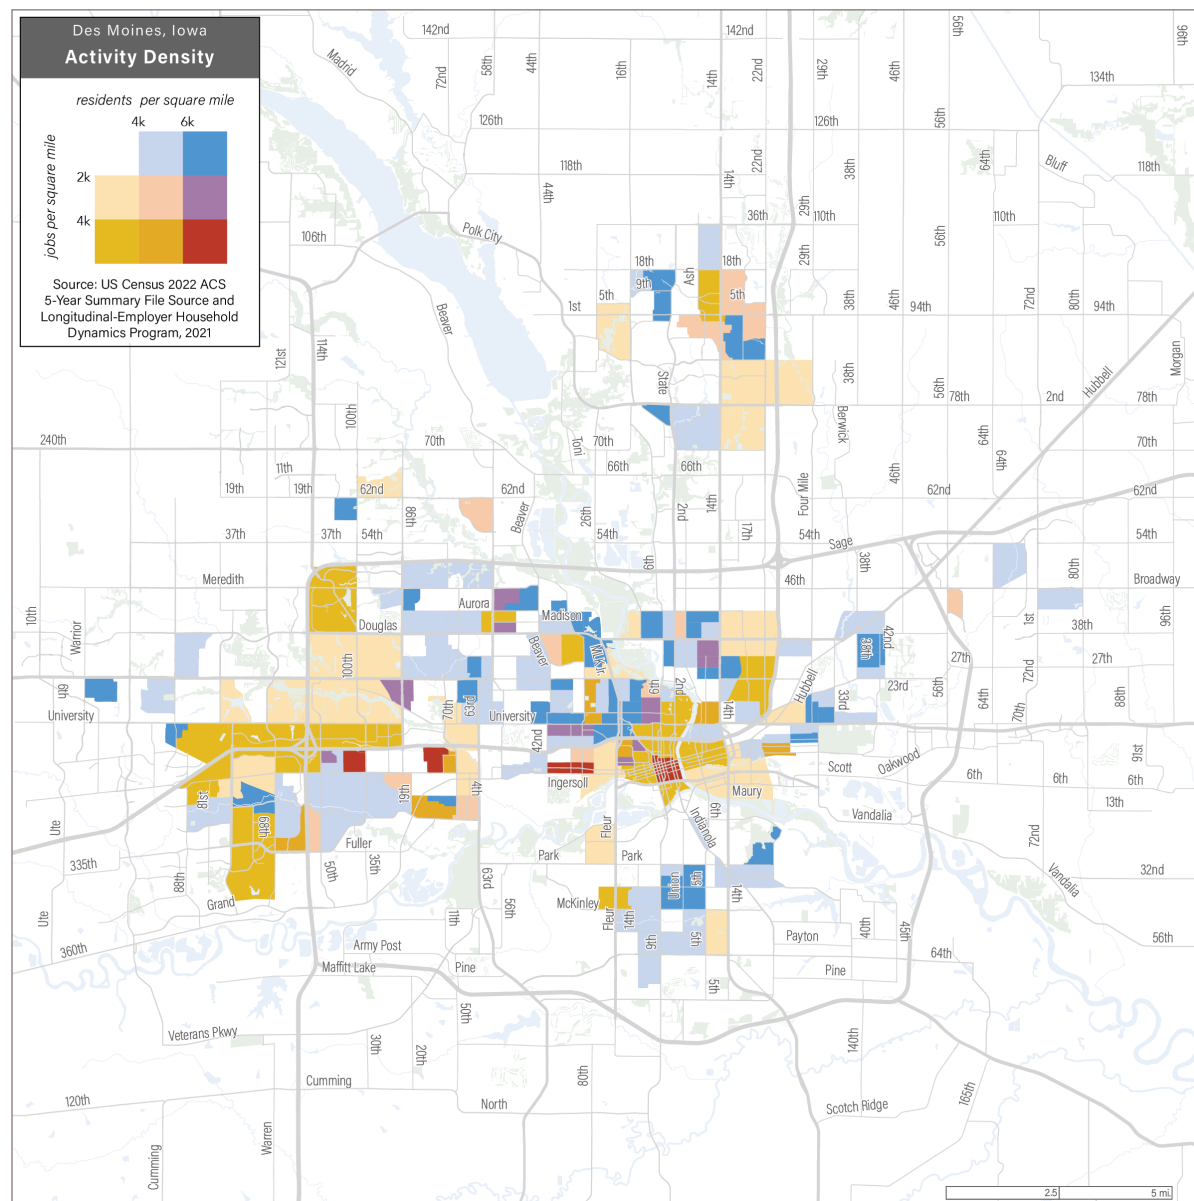 Des Moines, Iowa
Activity Density
residents per square mile
4k 6k
jobs per square mile
2k
4k
Source: US Census 2022 ACS
5-Year Summary File Source and
Longitudinal-Employer Household
Dynamics Program, 2021
142nd 142nd
Madrid 72nd 58th 44th 16th 14th 22nd 29th 46th 56th 96th
134th
126th 126th 56th
118th 22nd 38th 64th Bluff 118th
44th 14th 29th
36th 110th 110th
106th Polk City 56th
18th 18th 29th
9th Ash 5th
1st 5th 38th 46th 94th 72nd 80th 94th
Beaver
121st 114th
State 38th 56th Hubbell Morgan
78th 2nd 78th
100th Berwick
240th 70th Toni 70th 64th 70th
11th 66th 66th 46th 64th
19th 19th 62nd 62nd 62nd 62nd
86th Beaver 26th 2nd 14th Four Mile
37th 37th 54th 54th 17th 54th Sage 54th
6th 38th
Meredith 46th 80th Broadway
10th Aurora
Madison 1st 96th
Warrior Douglas 42nd 38th
Beaver MLK Jr. 38th
100th 27th 72nd 27th
9th 6th 2nd Hubbell 23rd 56th 64th 88th
70th 63rd 14th 33rd 70th
University University
42nd 91st
Scott Oakwood
Ingersoll 6th 6th 6th
81st 19th 4th Maury 13th
Ute 68th Fleur 6th Indianola Vandalia
Fuller 72nd
335th 50th 35th Park Park Vandalia 32nd
88th 63rd Union 5th 14th
Grand McKinley
Ute 11th 56th Fleur 14th 40th 45th
9th 5th Payton 56th
360th Army Post 64th
Maffitt Lake Pine Pine
5th
50th
Veterans Pkwy
30th 20th 140th
Cumming 80th
120th North 165th
Scotch Ridge
Cumming Warren
2.5 5 mi.